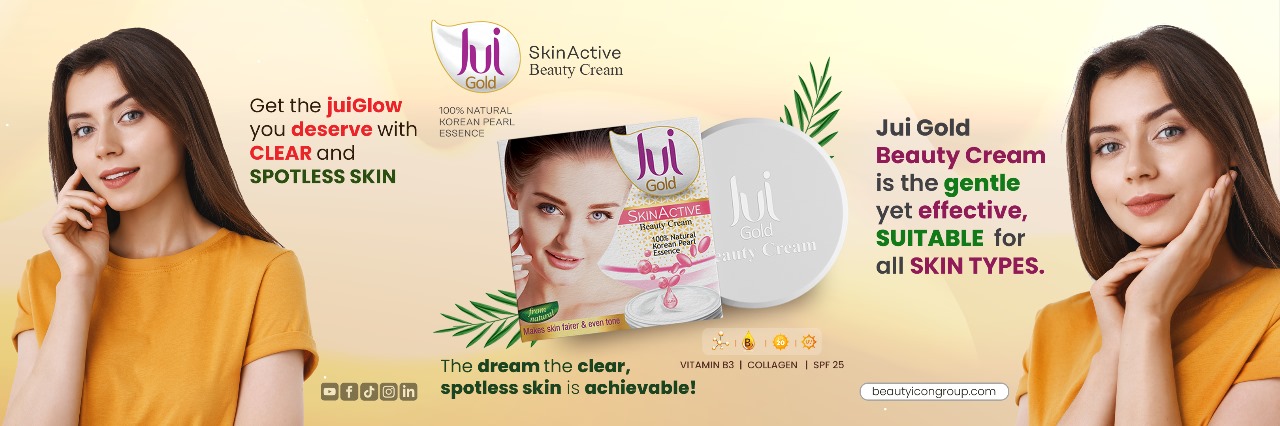 Get the juiGlow
you deserve with
CLEAR and
SPOTLESS SKIN
Jui
Gold
SkinActive
Beauty Cream
100% NATURAL
KOREAN PEARL
ESSENCE
Jui
Gold
SKINACTIVE
Beauty Cream
100% Natural
Korean Pearl
Essence
from
natural
Makes skin fairer & even tone
Jui
Gold
eauty Cream
VITAMIN B3 | COLLAGEN | SPF 25
The dream the clear,
spotless skin is achievable!
Jui Gold
Beauty Cream
is the gentle
yet effective,
SUITABLE for
all SKIN TYPES.
beautyicongroup.com